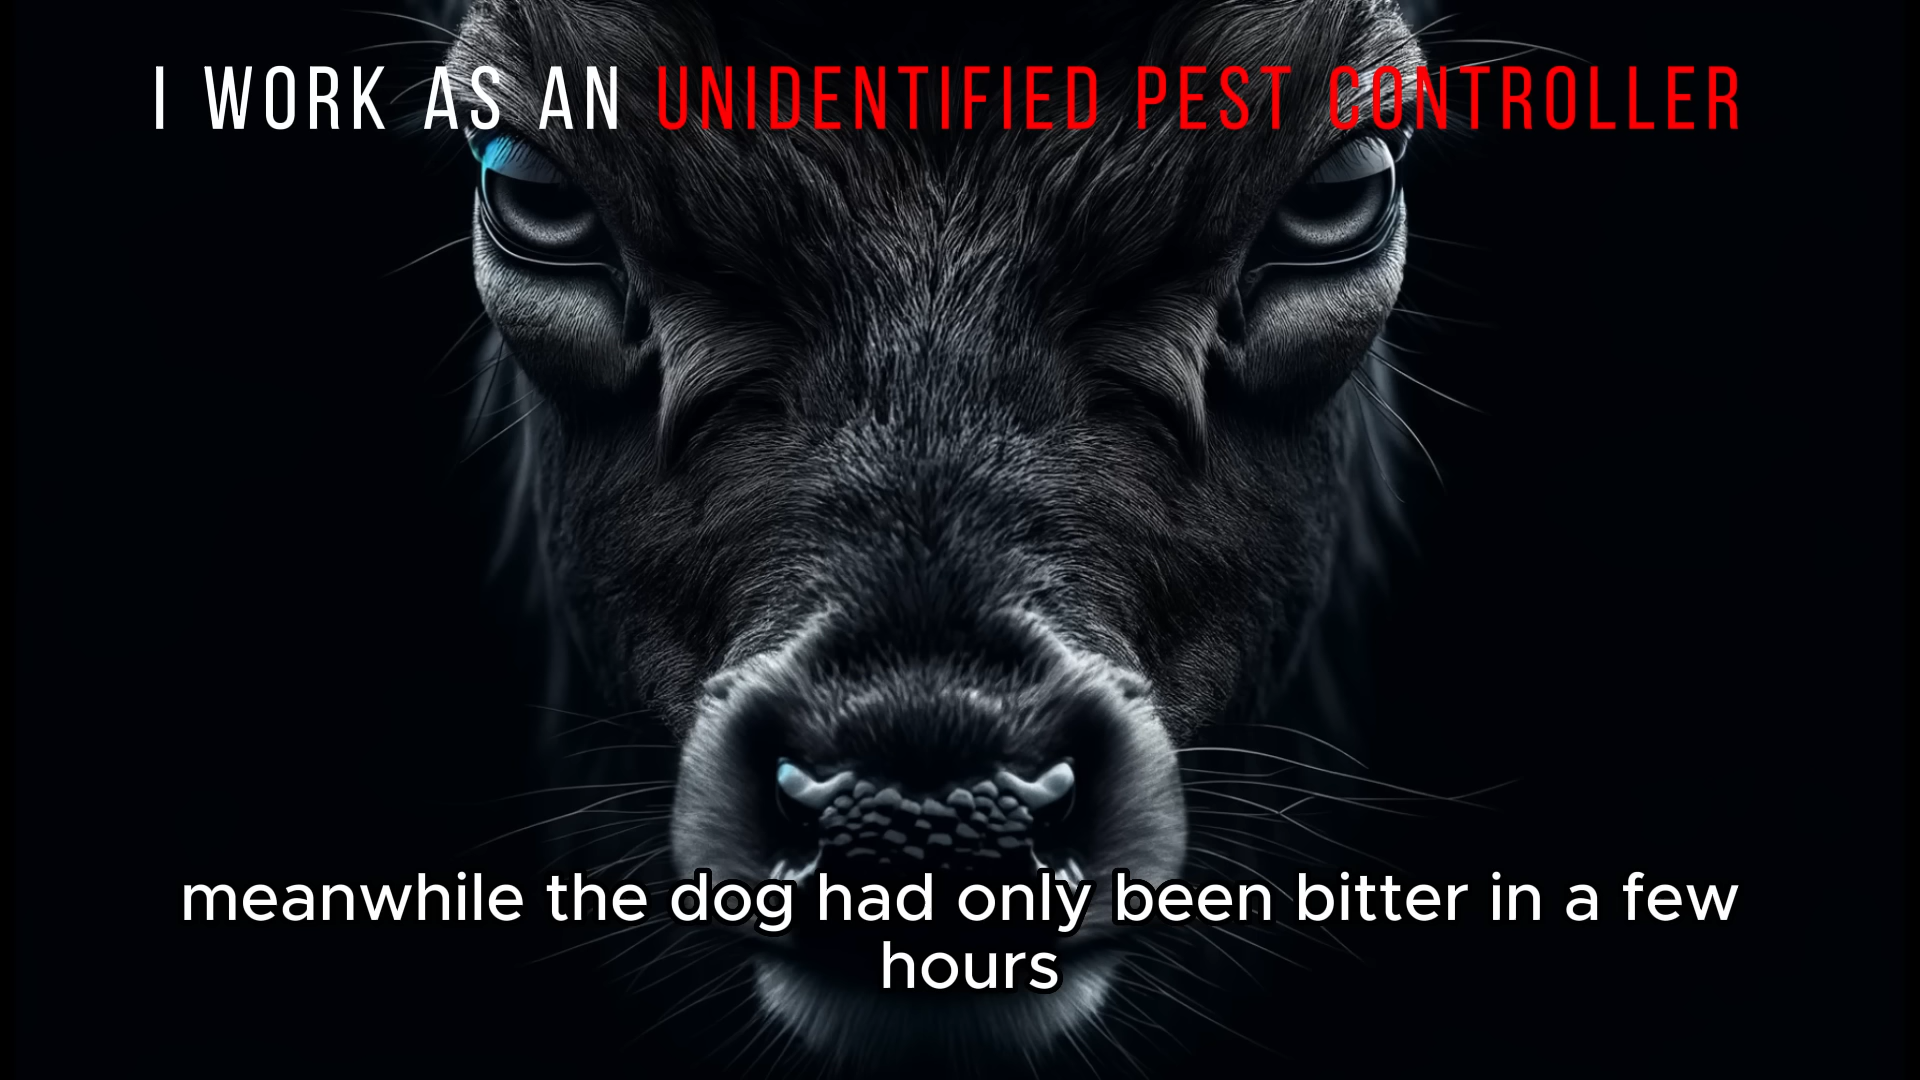 I WORK AS AN UNIDENTIFIED PEST CONTROLLER
meanwhile the dog had only been bitter in a few
hours